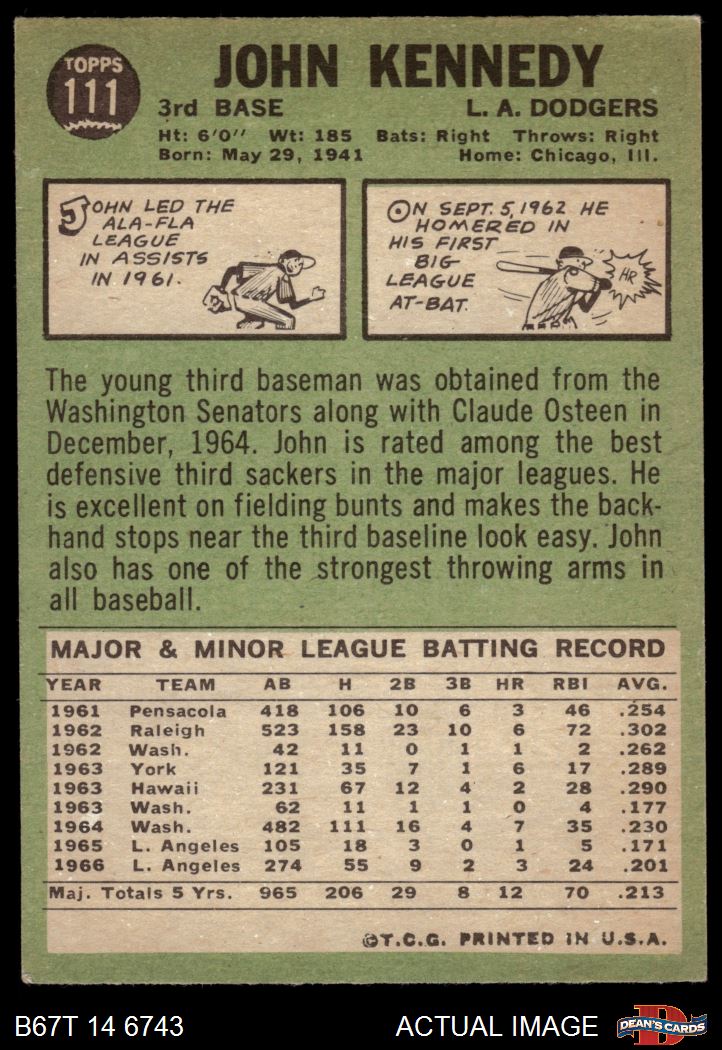 TOPPS
111
JOHN KENNEDY
3rd BASE L. A. DODGERS
Ht: 6'0" Wt: 185 Bats: Right Throws: Right
Born: May 29, 1941 Home: Chicago, Ill.
JOHN LED THE
ALA-FLA
LEAGUE
IN ASSISTS
IN 1961.
ON SEPT. 5, 1962 HE
HOMERED IN
HIS FIRST
BIG
LEAGUE
AT-BAT.
HR
The young third baseman was obtained from the
Washington Senators along with Claude Osteen in
December, 1964. John is rated among the best
defensive third sackers in the major leagues. He
is excellent on fielding bunts and makes the back-
hand stops near the third baseline look easy. John
also has one of the strongest throwing arms in
all baseball.
MAJOR & MINOR LEAGUE BATTING RECORD
YEAR TEAM AB H 2B 3B HR RBI AVG.
1961 Pensacola 418 106 10 6 3 46 .254
1962 Raleigh 523 158 23 10 6 72 .302
1962 Wash. 42 11 0 1 1 2 .262
1963 York 121 35 7 1 6 17 .289
1963 Hawaii 231 67 12 4 2 28 .290
1963 Wash. 62 11 1 1 0 4 .177
1964 Wash. 482 111 16 4 7 35 .230
1965 L. Angeles 105 18 3 0 1 5 .171
1966 L. Angeles 274 55 9 2 3 24 .201
Maj. Totals 5 Yrs. 965 206 29 8 12 70 .213
©T.C.G. PRINTED IN U.S.A.
B67T 14 6743 ACTUAL IMAGE
D
DEAN'S CARDS